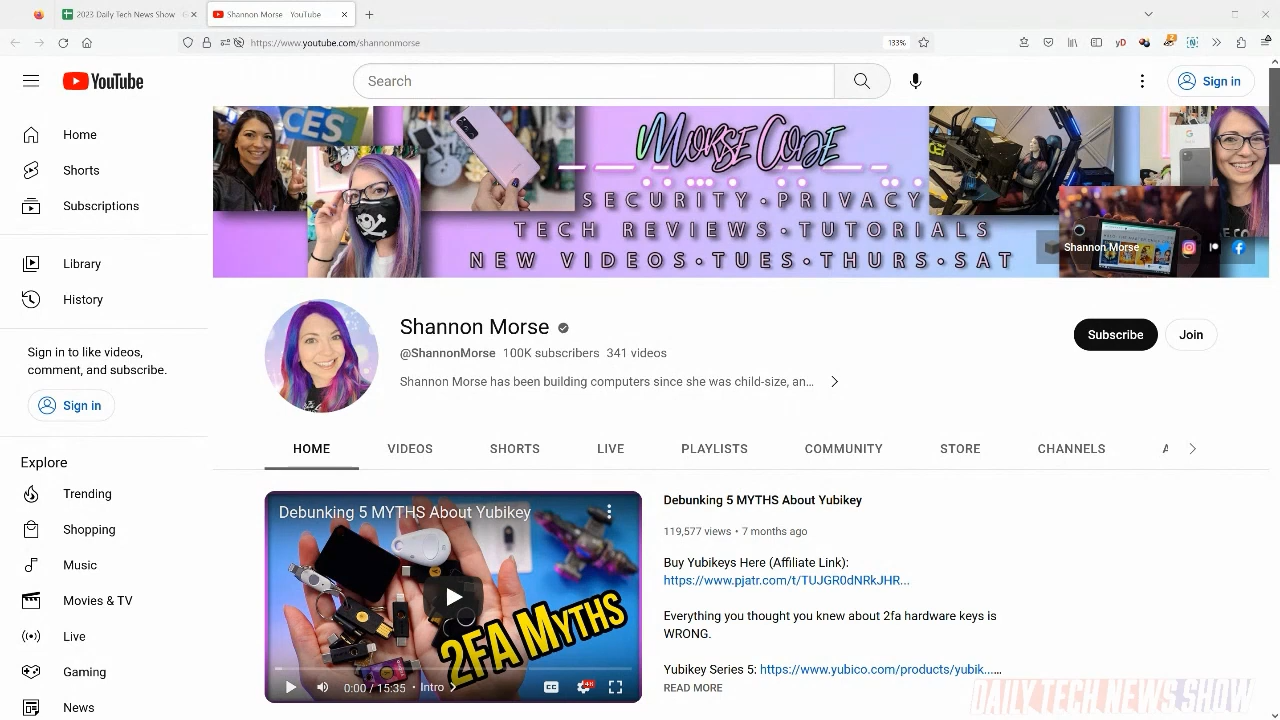 2023 Daily Tech News Show
Shannon Morse - YouTube
https://www.youtube.com/shannonmorse
133%
YouTube
Search
Sign in
Home
Shorts
Subscriptions
Library
History
Sign in to like videos,
comment, and subscribe.
Sign in
Explore
Trending
Shopping
Music
Movies & TV
Live
Gaming
News
CES
MORSE CODE
SECURITY•PRIVACY
TECH REVIEWS•TUTORIALS
NEW VIDEOS•TUES•THURS•SAT
Shannon Morse
Shannon Morse
@ShannonMorse 100K subscribers 341 videos
Shannon Morse has been building computers since she was child-size, an...
Subscribe
Join
HOME VIDEOS SHORTS LIVE PLAYLISTS COMMUNITY STORE CHANNELS A
Debunking 5 MYTHS About Yubikey
2FA MYTHS
0:00 / 15:35 • Intro
CC
4K
Debunking 5 MYTHS About Yubikey
119,577 views • 7 months ago
Buy Yubikeys Here (Affiliate Link):
https://www.pjatr.com/t/TUJGR0dNRkJHR...
Everything you thought you knew about 2fa hardware keys is
WRONG.
Yubikey Series 5: https://www.yubico.com/products/yubik......
READ MORE
DAILY TECH NEWS SHOW